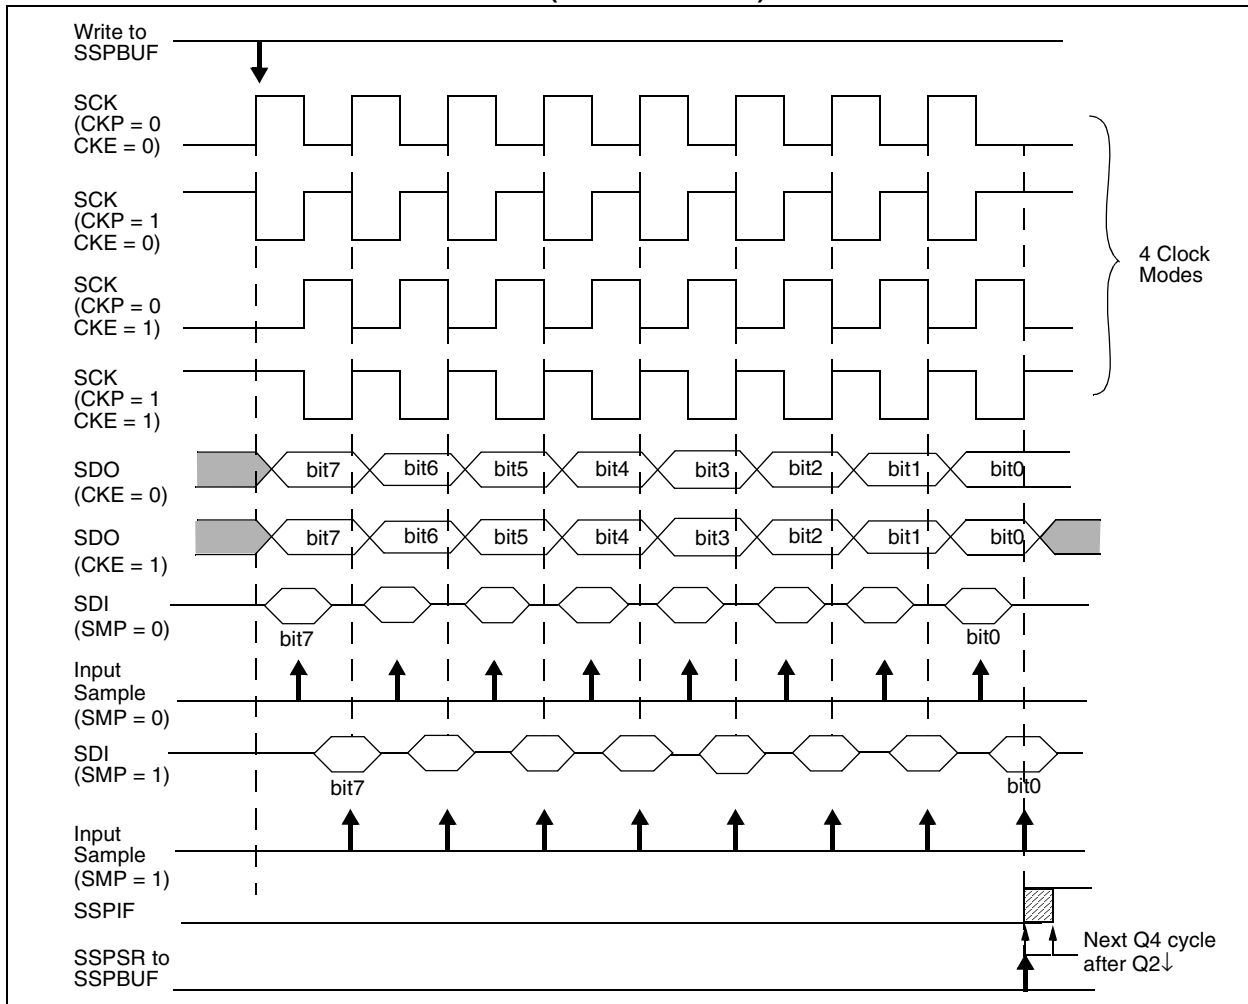 Write to
SSPBUF
SCK
(CKP = 0
CKE = 0)
SCK
(CKP = 1
CKE = 0)
4 Clock
Modes
SCK
(CKP = 0
CKE = 1)
SCK
(CKP = 1
CKE = 1)
SDO
(CKE = 0)
bit7 bit6 bit5 bit4 bit3 bit2 bit1 bit0
SDO
(CKE = 1)
bit7 bit6 bit5 bit4 bit3 bit2 bit1 bit0
SDI
(SMP = 0)
bit7 bit0
Input
Sample
(SMP = 0)
SDI
(SMP = 1)
bit7 bit0
Input
Sample
(SMP = 1)
SSPIF
Next Q4 cycle
after Q2↓
SSPSR to
SSPBUF